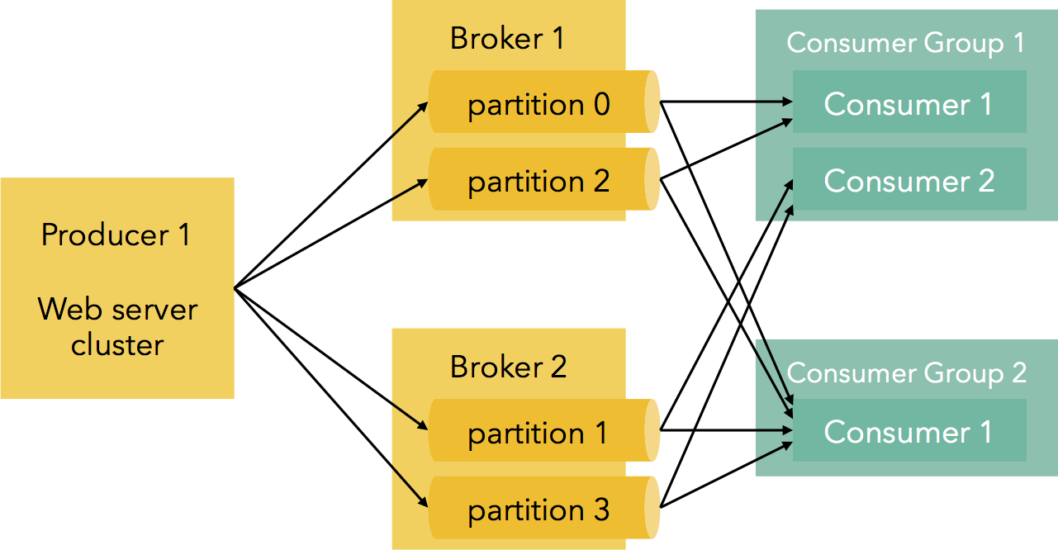 Producer 1
Web server
cluster
Broker 1
partition 0
partition 2
Broker 2
partition 1
partition 3
Consumer Group 1
Consumer 1
Consumer 2
Consumer Group 2
Consumer 1